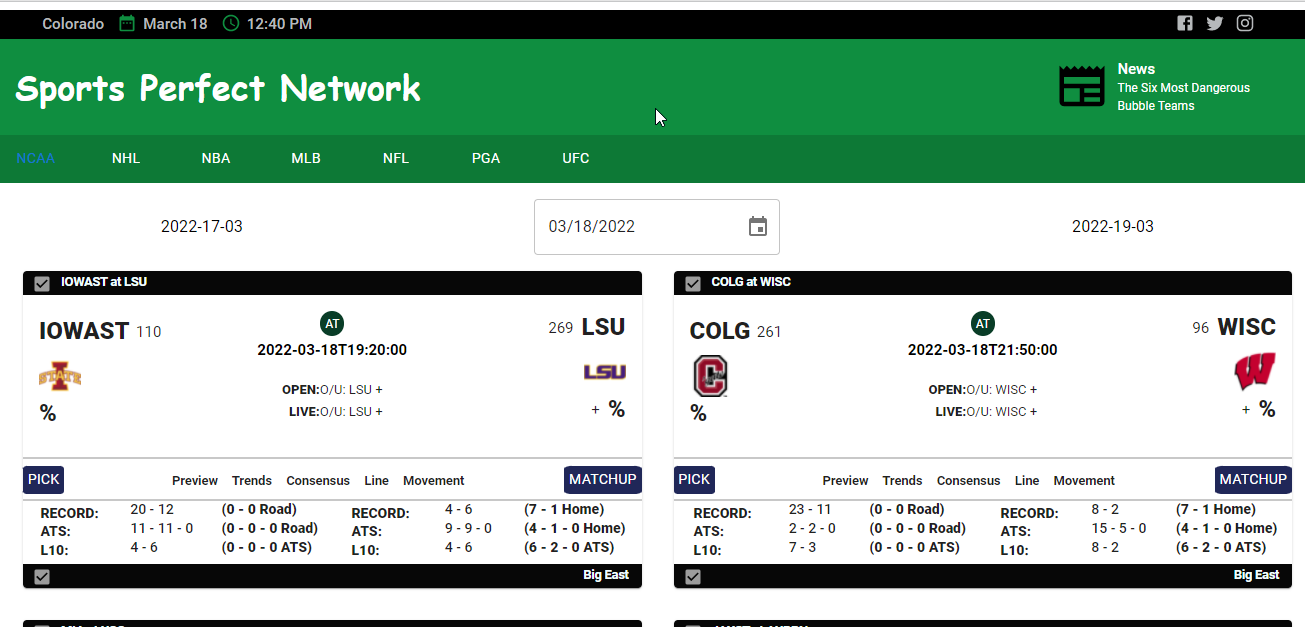 Colorado March 18 12:40 PM
Sports Perfect Network
News
The Six Most Dangerous
Bubble Teams
NCAA NHL NBA MLB NFL PGA UFC
2022-17-03 03/18/2022 2022-19-03
IOWAST at LSU
IOWAST 110 AT 269 LSU
2022-03-18T19:20:00
STATE LSU
OPEN:O/U: LSU +
LIVE:O/U: LSU +
% + %
PICK Preview Trends Consensus Line Movement MATCHUP
RECORD: 20 - 12 (0 - 0 Road) RECORD: 4 - 6 (7 - 1 Home)
ATS: 11 - 11 - 0 (0 - 0 - 0 Road) ATS: 9 - 9 - 0 (4 - 1 - 0 Home)
L10: 4 - 6 (0 - 0 - 0 ATS) L10: 4 - 6 (6 - 2 - 0 ATS)
Big East
COLG at WISC
COLG 261 AT 96 WISC
2022-03-18T21:50:00
C W
OPEN:O/U: WISC +
LIVE:O/U: WISC +
% + %
PICK Preview Trends Consensus Line Movement MATCHUP
RECORD: 23 - 11 (0 - 0 Road) RECORD: 8 - 2 (7 - 1 Home)
ATS: 2 - 2 - 0 (0 - 0 - 0 Road) ATS: 15 - 5 - 0 (4 - 1 - 0 Home)
L10: 7 - 3 (0 - 0 - 0 ATS) L10: 8 - 2 (6 - 2 - 0 ATS)
Big East